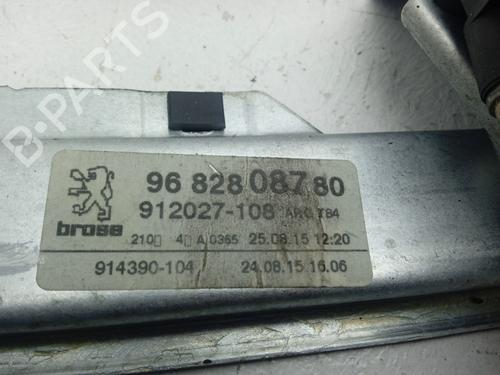 B-PARTS
96 828 087 80
912027-108 ARG T84
brose
210▯ 4▯ A 0365 25.08.15 12:20
914390-104 24.08.15.16.06